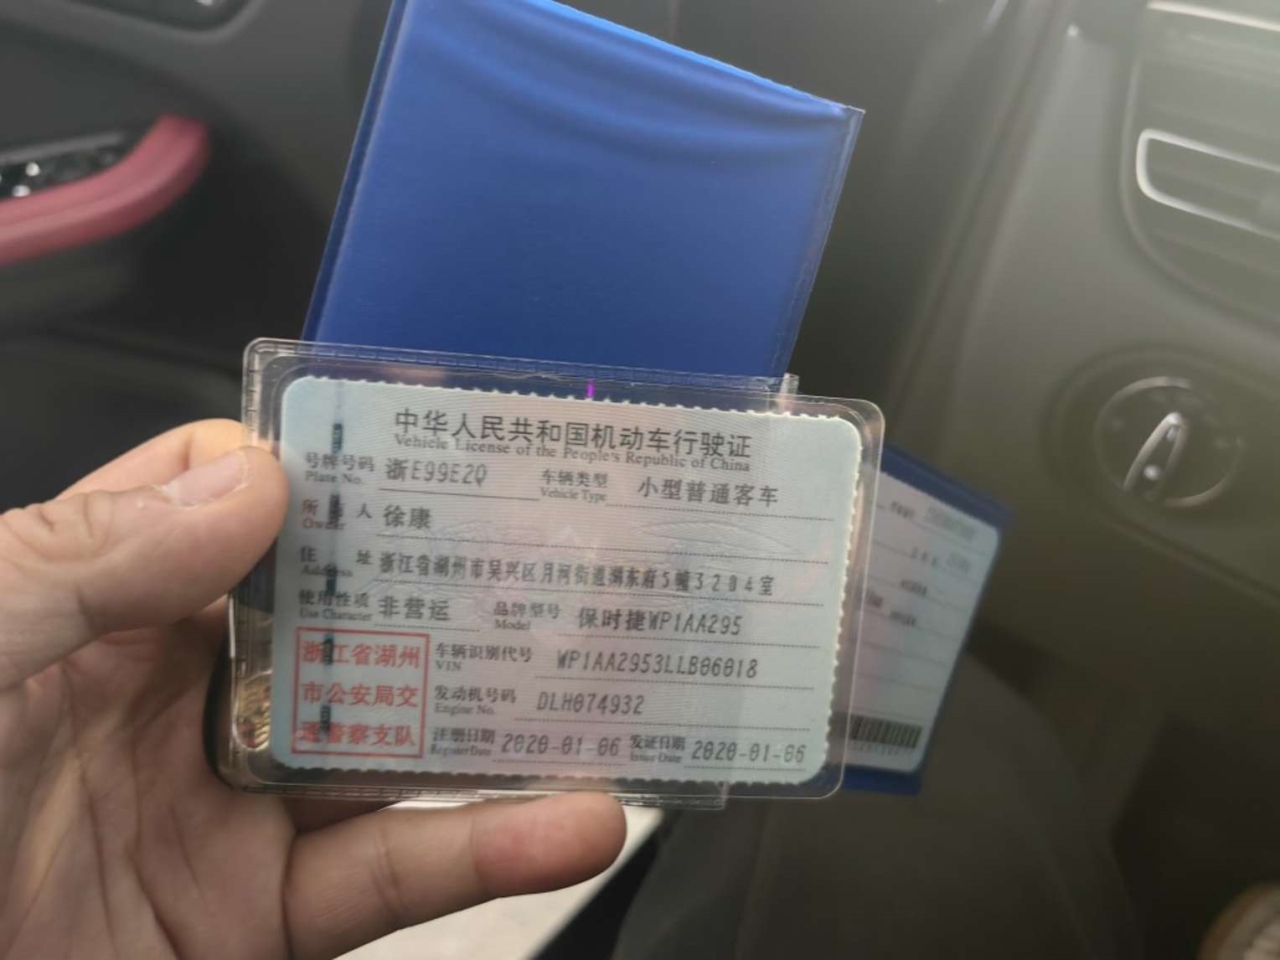 中华人民共和国机动车行驶证
Vehicle License of the People's Republic of China
号牌号码 浙E99E2Q 车辆类型 小型普通客车
Plate No. Vehicle Type
所 人 徐康
Owner
住 址 浙江省湖州市吴兴区月河街道湖东府5幢3204室
Address
使用性质 非营运 品牌型号 保时捷WP1AA295
Use Character Model
浙江省湖州 车辆识别代号 WP1AA2953LLB06018
VIN
市公安局交 发动机号码 DLH074932
Engine No.
通警察支队 注册日期 2020-01-06 发证日期 2020-01-06
Register Date Issue Date